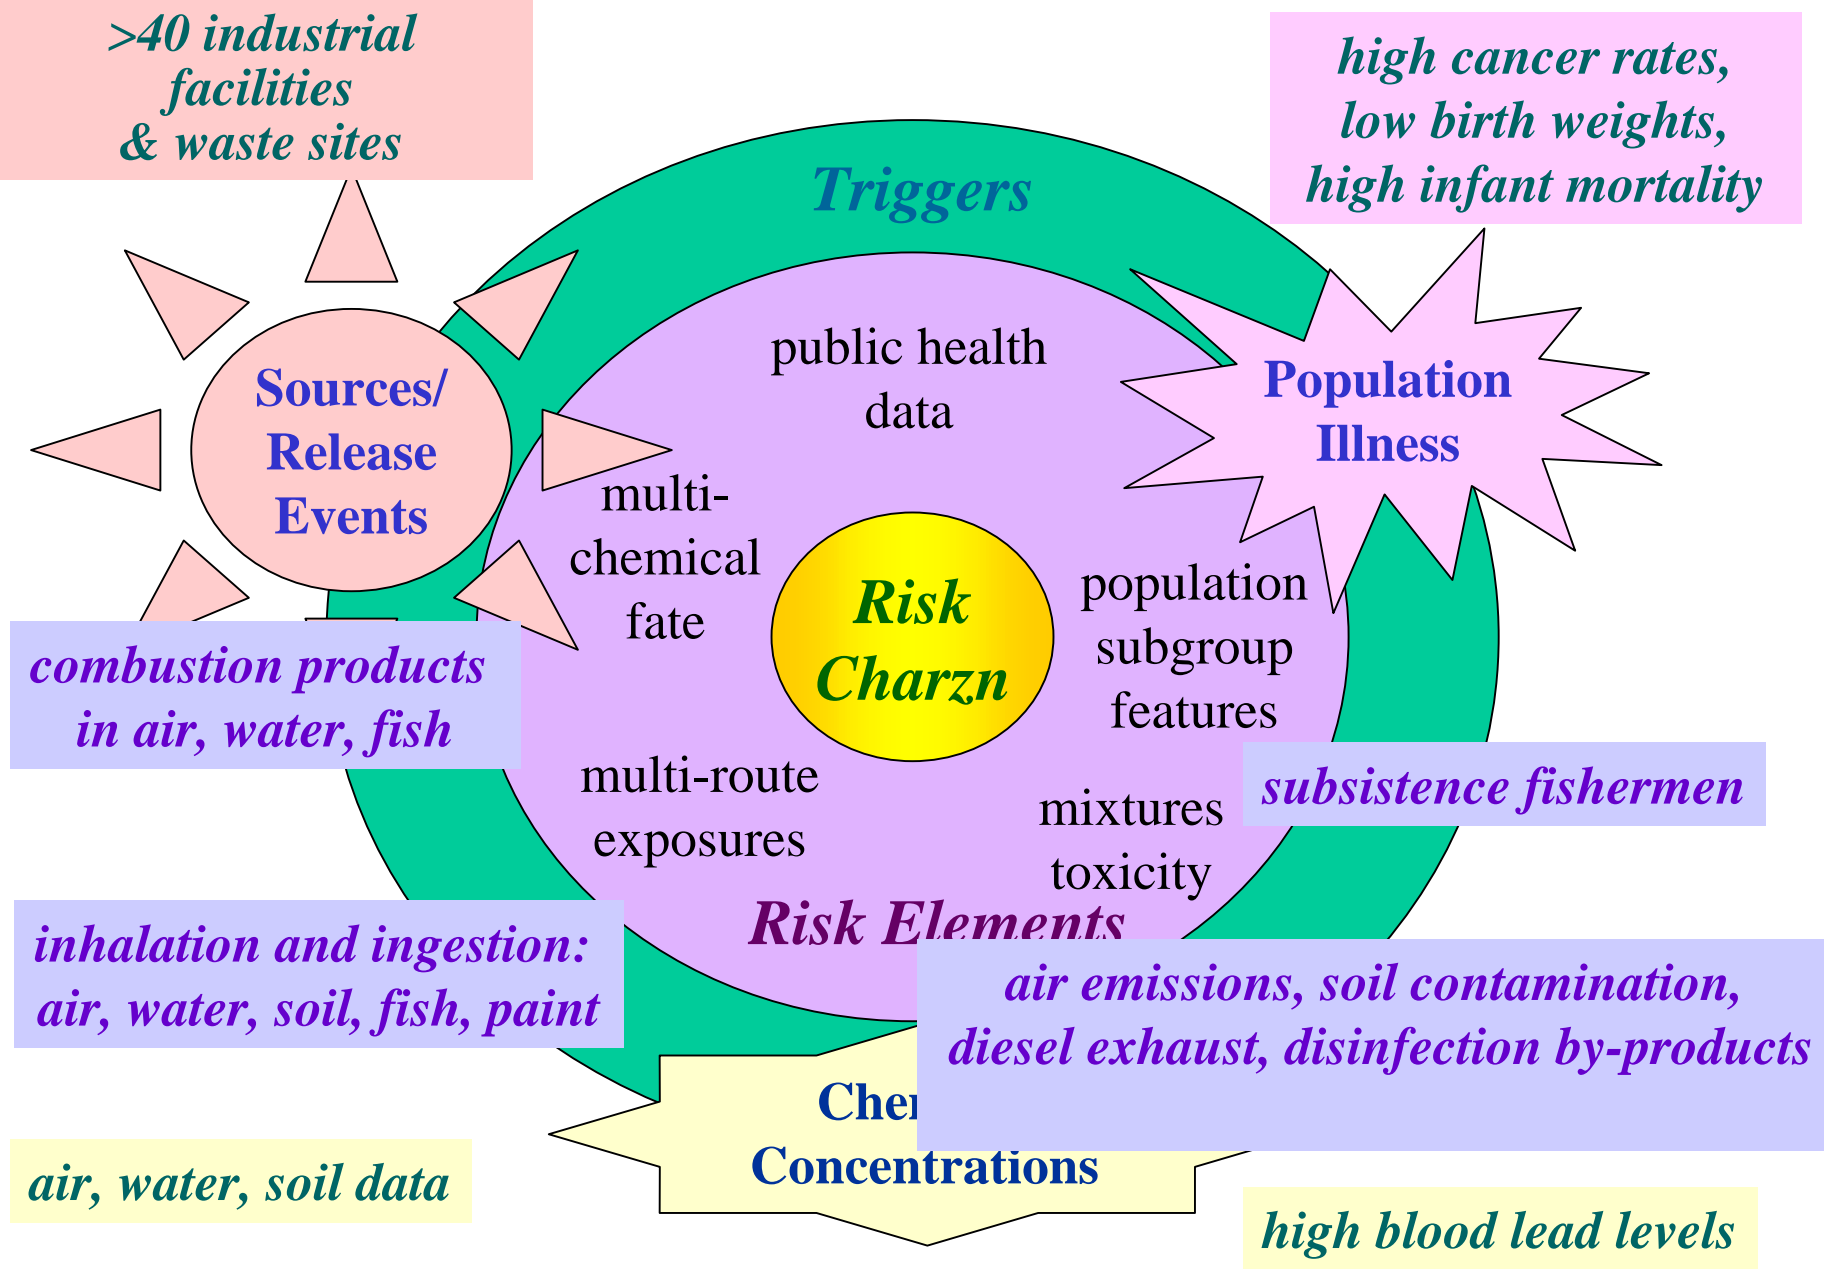 >40 industrial
facilities
& waste sites
high cancer rates,
low birth weights,
high infant mortality
Triggers
public health
data
Sources/
Release
Events
Population
Illness
multi-
chemical
fate
Risk
Charzn
population
subgroup
features
combustion products
in air, water, fish
multi-route
exposures
mixtures
toxicity
subsistence fishermen
Risk Elements
inhalation and ingestion:
air, water, soil, fish, paint
air emissions, soil contamination,
diesel exhaust, disinfection by-products
Concentrations
air, water, soil data
high blood lead levels